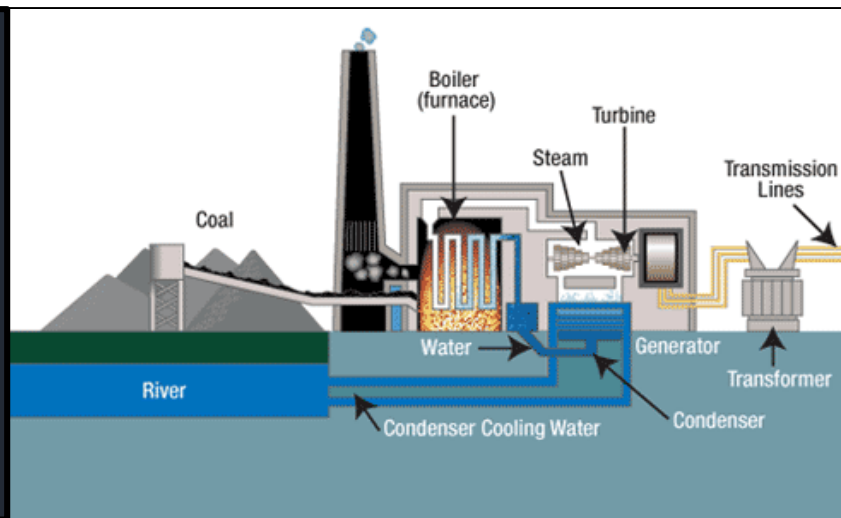 Boiler
(furnace)
Turbine
Steam
Transmission
Lines
Coal
Water
Generator
River
Transformer
Condenser
Condenser Cooling Water